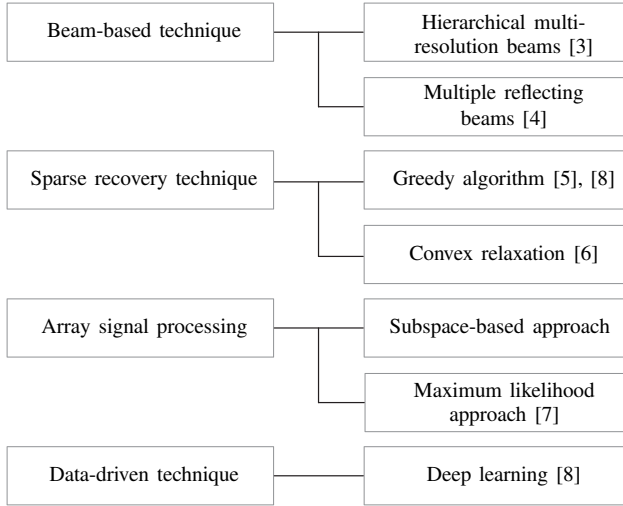 Beam-based technique
Hierarchical multi-
resolution beams [3]
Multiple reflecting
beams [4]
Sparse recovery technique
Greedy algorithm [5], [8]
Convex relaxation [6]
Array signal processing
Subspace-based approach
Maximum likelihood
approach [7]
Data-driven technique
Deep learning [8]